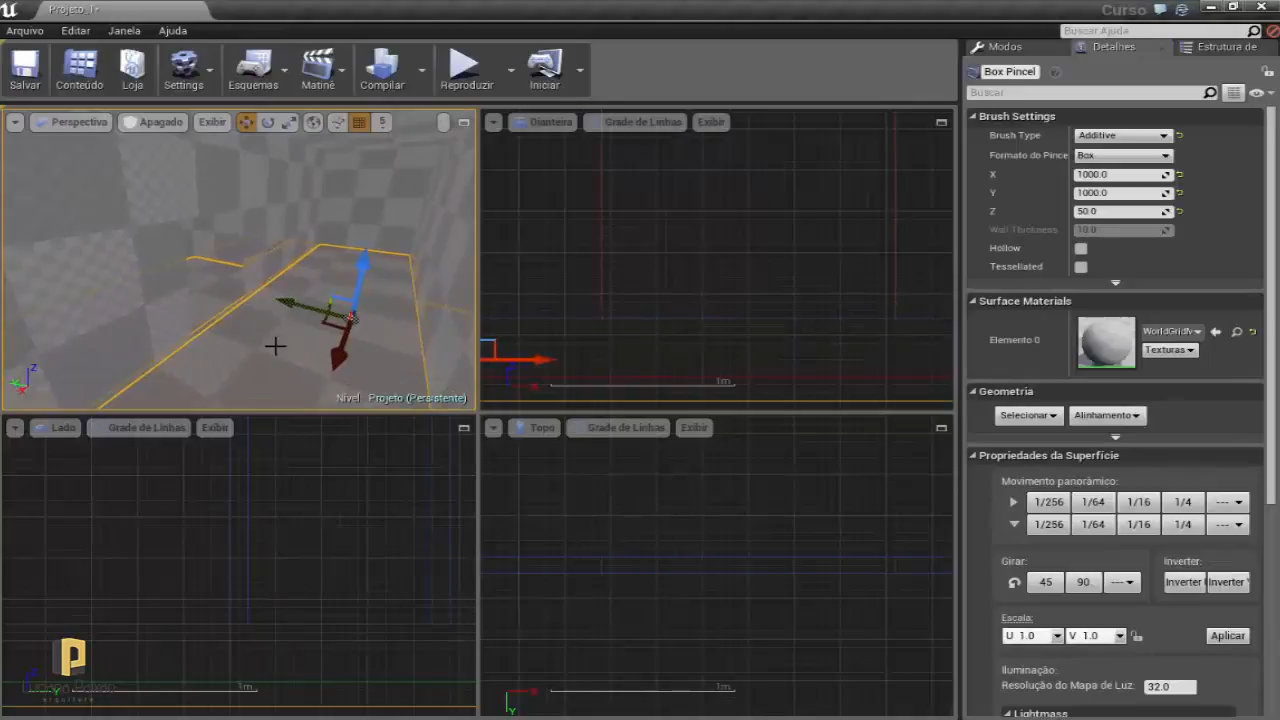 Projeto_1*
Curso
Arquivo Editar Janela Ajuda
Buscar Ajuda
Salvar Conteúdo Loja Settings Esquemas Matinê Compilar Reproduzir Iniciar
Modos Detalhes Estrutura de
Box Pincel
Buscar
Perspectiva Apagado Exibir 5
Dianteira Grade de Linhas Exibir
Brush Settings
Brush Type Additive
Formato do Pince Box
X 1000.0
Y 1000.0
Z 50.0
Wall Thickness 10.0
Hollow
Tessellated
Surface Materials
Elemento 0 WorldGridM
Texturas
Z
Nível Projeto (Persistente)
1m
Geometria
Selecionar Alinhamento
Lado Grade de Linhas Exibir
Topo Grade de Linhas Exibir
Propriedades da Superfície
Movimento panorâmico:
1/256 1/64 1/16 1/4 ---
1/256 1/64 1/16 1/4 ---
Girar: Inverter:
45 90 --- Inverter Inverter
Escala:
U 1.0 V 1.0 Aplicar
Iluminação:
Resolução do Mapa de Luz: 32.0
1m
1m
arquiteto
Y
Lightmass